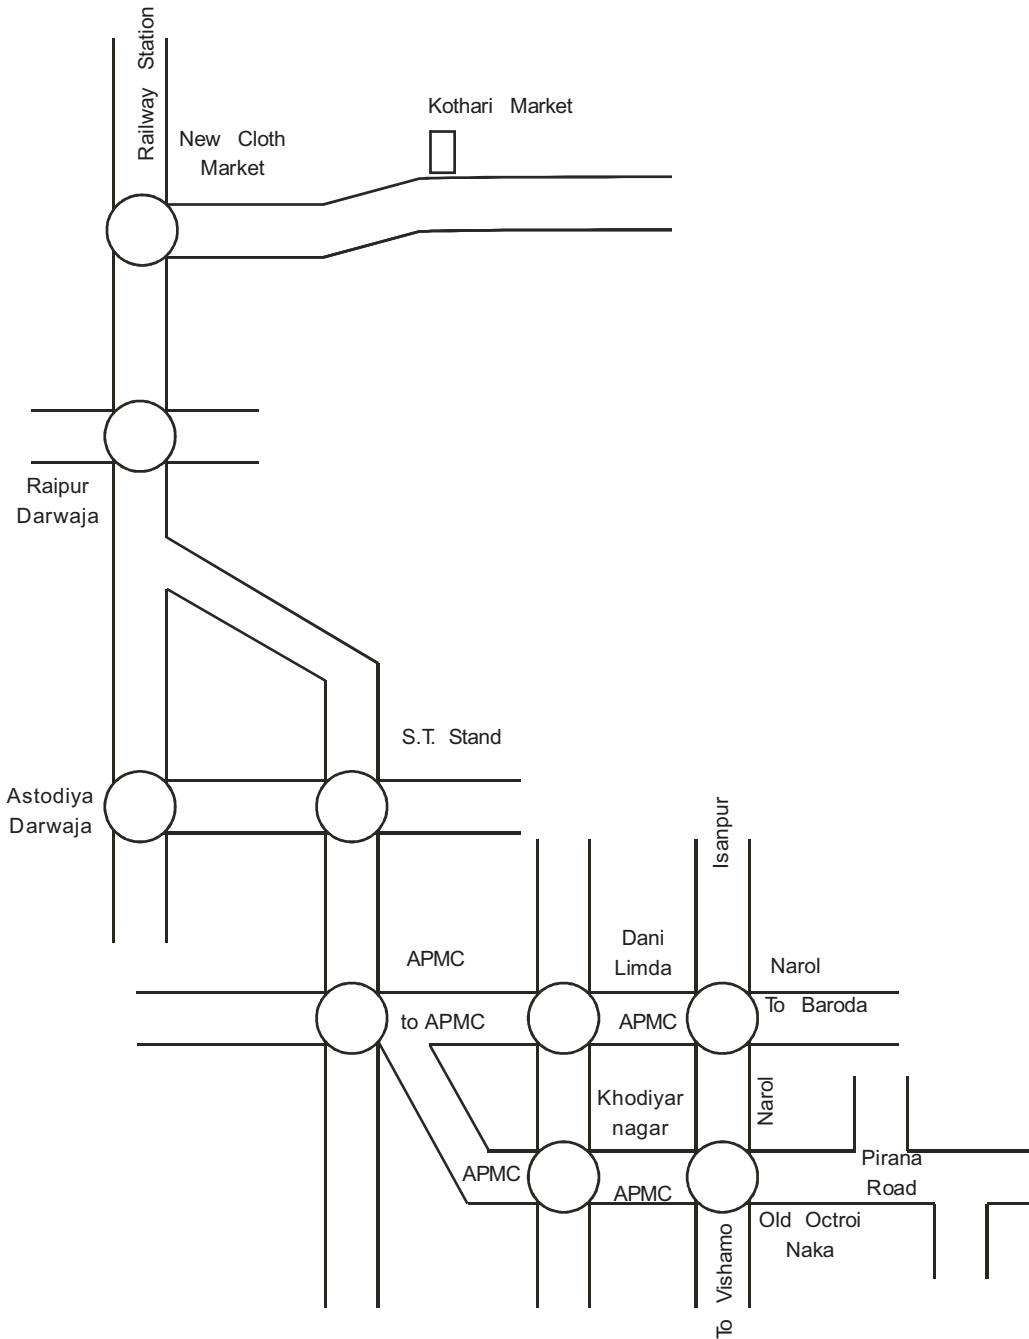 Railway Station
Kothari Market
New Cloth
Market
Raipur
Darwaja
S.T. Stand
Astodiya
Darwaja
Isanpur
Dani
Limda
APMC
Narol
To Baroda
to APMC
APMC
Khodiyar
nagar
Narol
Pirana
Road
APMC
APMC
Old Octroi
Naka
To Vishamo